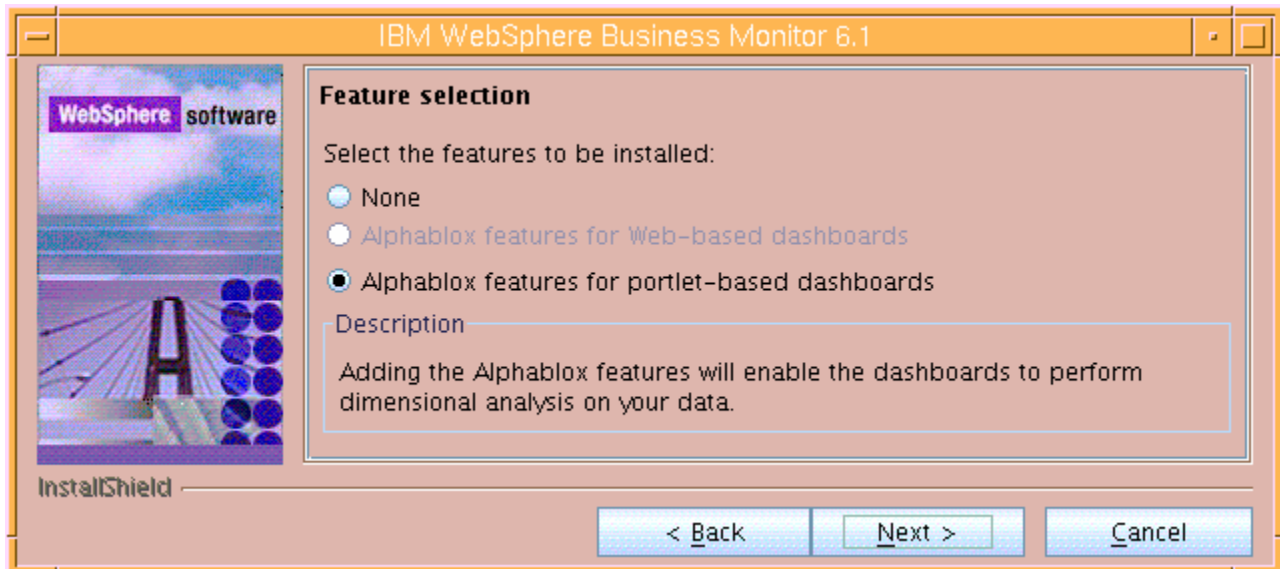 IBM WebSphere Business Monitor 6.1
WebSphere software
Feature selection
Select the features to be installed:
None
Alphablox features for Web-based dashboards
Alphablox features for portlet-based dashboards
Description
Adding the Alphablox features will enable the dashboards to perform
dimensional analysis on your data.
InstallShield
< Back
Next >
Cancel